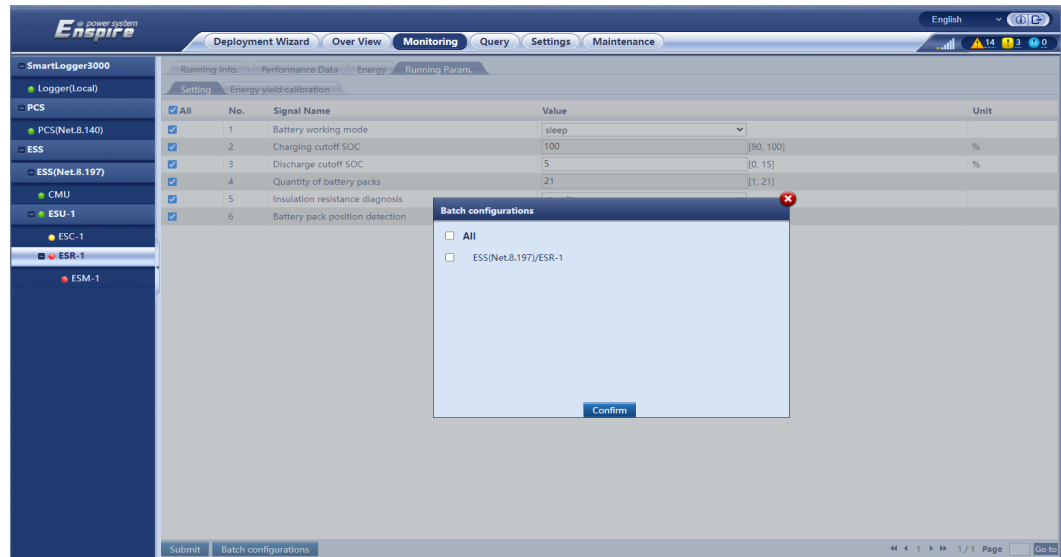 @ power system
Enspire
English
Deployment Wizard Over View Monitoring Query Settings Maintenance
14 3 0
SmartLogger3000
Logger(Local)
PCS
PCS(Net.8.140)
ESS
ESS(Net.8.197)
CMU
ESU-1
ESC-1
ESR-1
ESM-1
Running Info. Performance Data Energy Running Param.
Setting Energy yield calibration
All No. Signal Name Value Unit
1 Battery working mode sleep
2 Charging cutoff SOC 100 [90, 100] %
3 Discharge cutoff SOC 5 [0, 15] %
4 Quantity of battery packs 21 [1, 21]
5 Insulation resistance diagnosis
6 Battery pack position detection
Batch configurations
All
ESS(Net.8.197)/ESR-1
Confirm
Submit Batch configurations
1 1/1 Page Go to